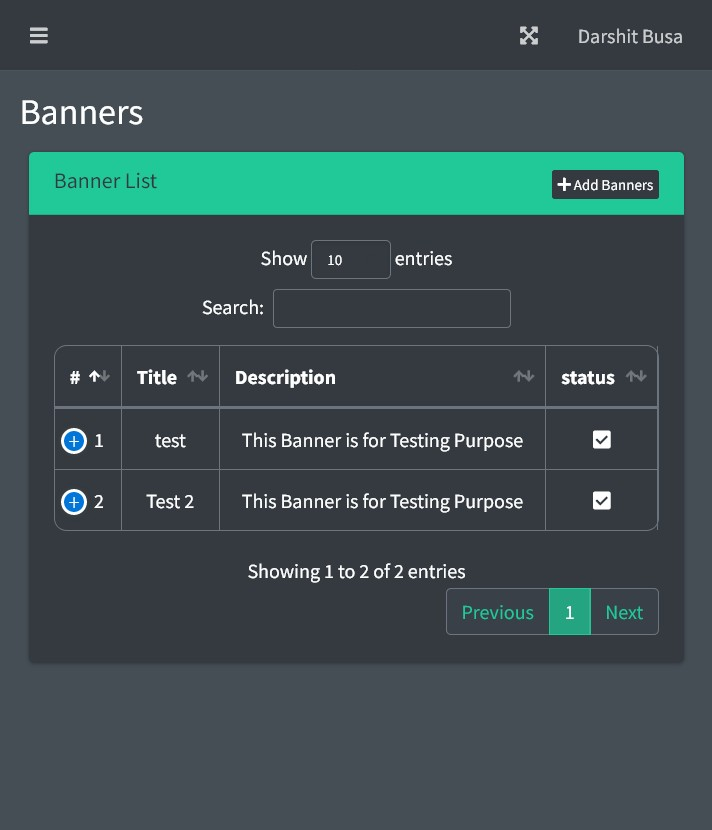 Darshit Busa
Banners
Banner List
Add Banners
Show 10 entries
Search:
# Title Description status
1 test This Banner is for Testing Purpose
2 Test 2 This Banner is for Testing Purpose
Showing 1 to 2 of 2 entries
Previous 1 Next